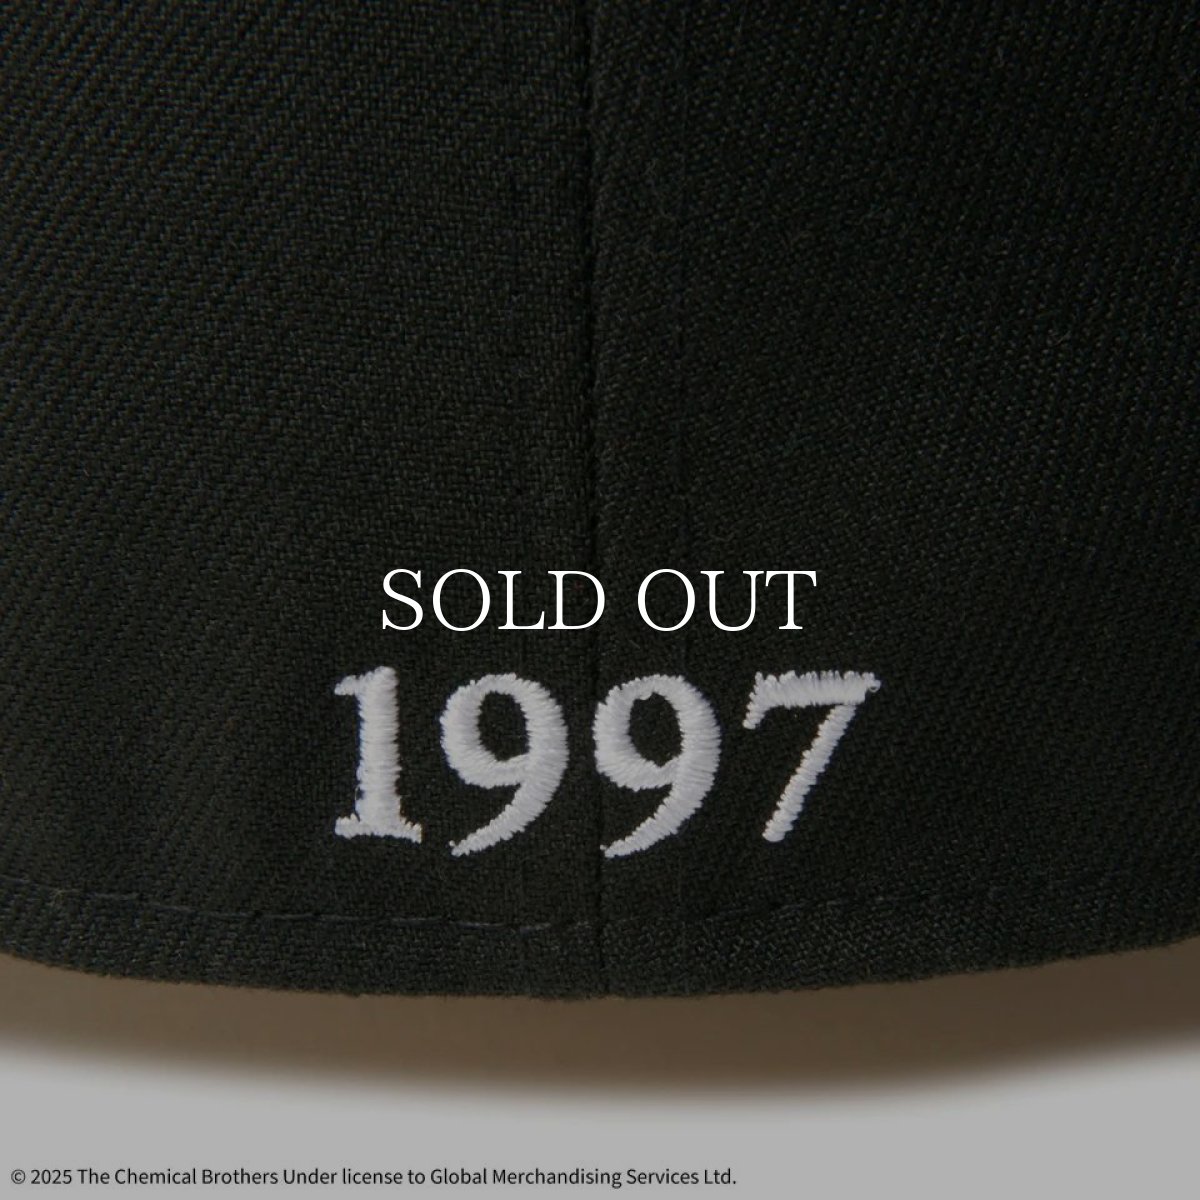 SOLD OUT
1997
© 2025 The Chemical Brothers Under license to Global Merchandising Services Ltd.